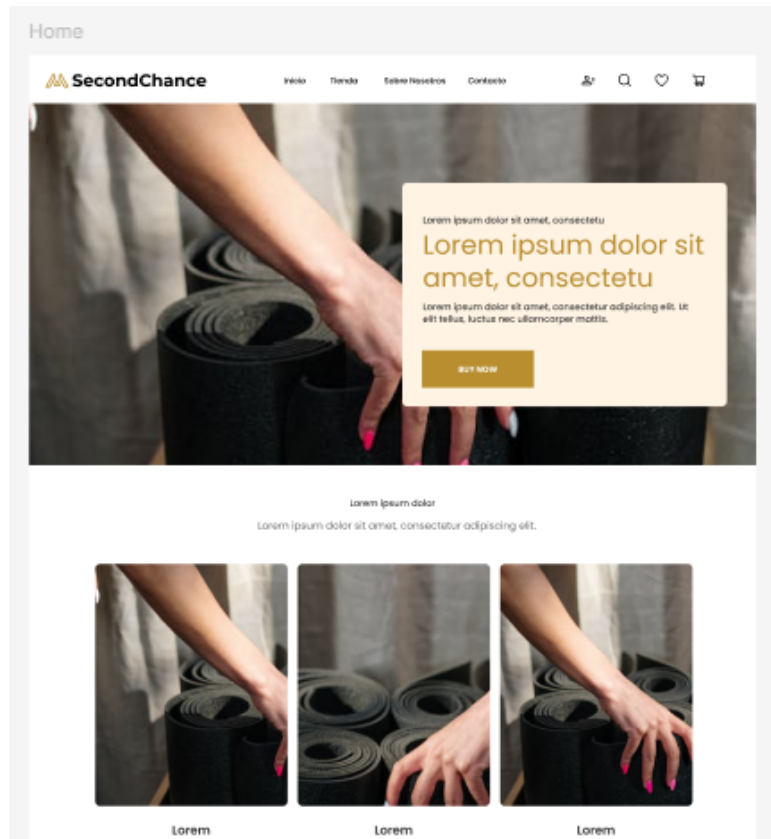 Home
SecondChance
Inicio Tienda Sobre Nosotros Contacto
Lorem ipsum dolor sit amet, consectetu
Lorem ipsum dolor sit
amet, consectetu
Lorem ipsum dolor sit amet, consectetur adipiscing elit. Ut
elit tellus, luctus nec ullamcorper mattis.
BUY NOW
Lorem ipsum dolor
Lorem ipsum dolor sit amet, consectetur adipiscing elit.
Lorem Lorem Lorem